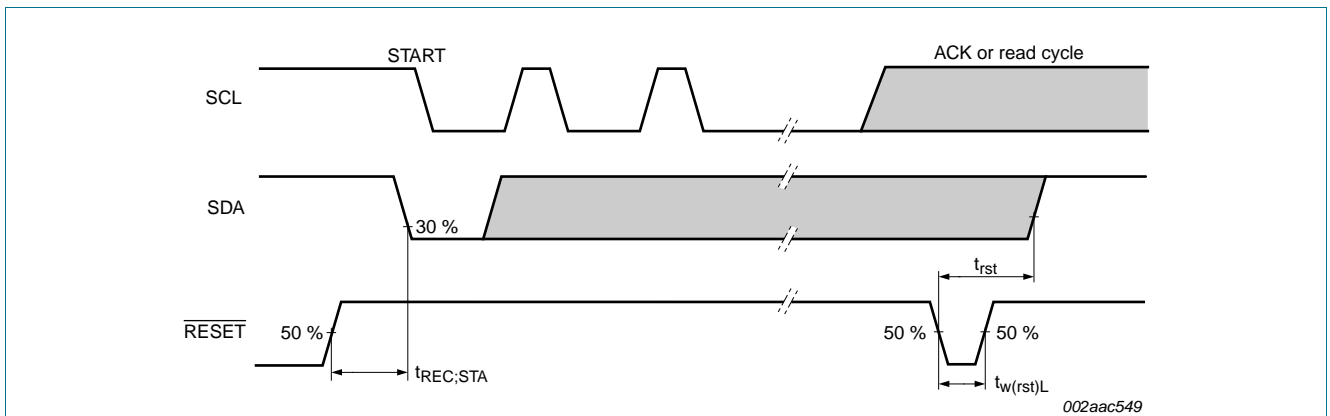 START
ACK or read cycle
SCL
SDA
30 %
t_rst
RESET
50 %
50 %
50 %
t_REC;STA
t_w(rst)L
002aac549